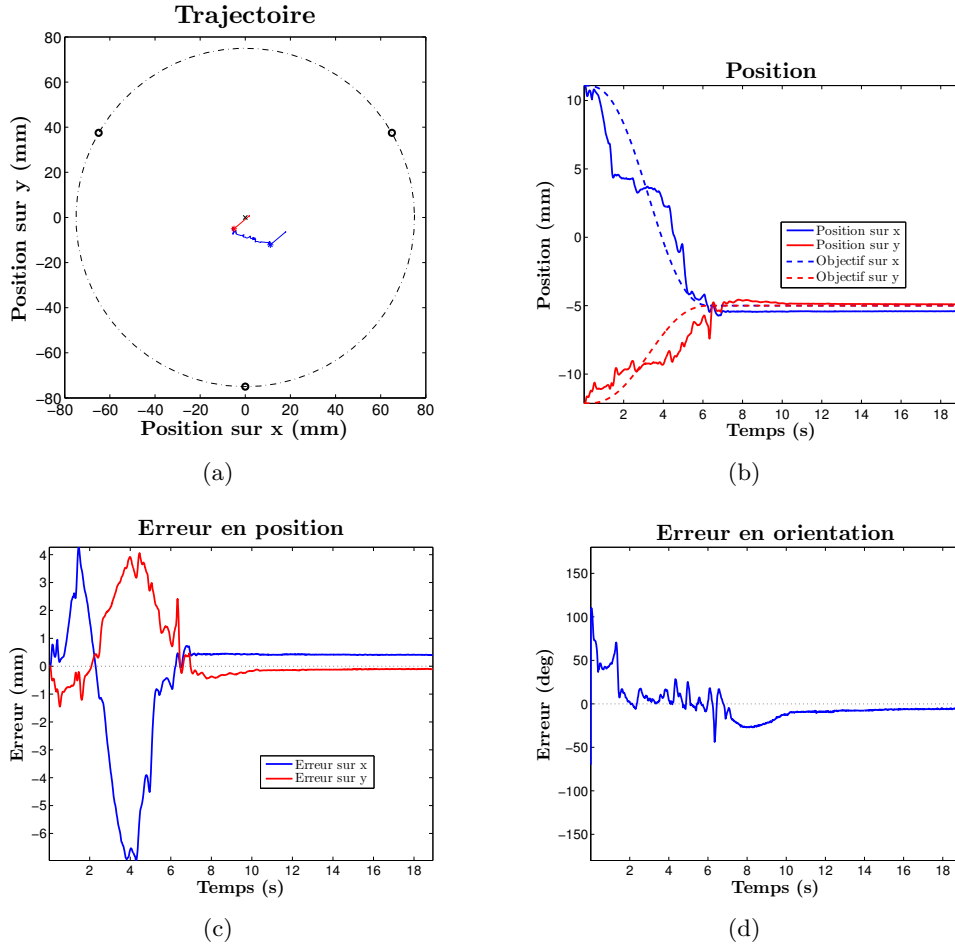 Trajectoire
Position sur y (mm)
80
60
40
20
0
−20
−40
−60
−80
−80 −60 −40 −20 0 20 40 60 80
Position sur x (mm)
(a)
Position
Position (mm)
10
5
0
−5
−10
Position sur x
Position sur y
Objectif sur x
Objectif sur y
2 4 6 8 10 12 14 16 18
Temps (s)
(b)
Erreur en position
Erreur (mm)
4
3
2
1
0
−1
−2
−3
−4
−5
−6
Erreur sur x
Erreur sur y
2 4 6 8 10 12 14 16 18
Temps (s)
(c)
Erreur en orientation
Erreur (deg)
150
100
50
0
−50
−100
−150
2 4 6 8 10 12 14 16 18
Temps (s)
(d)